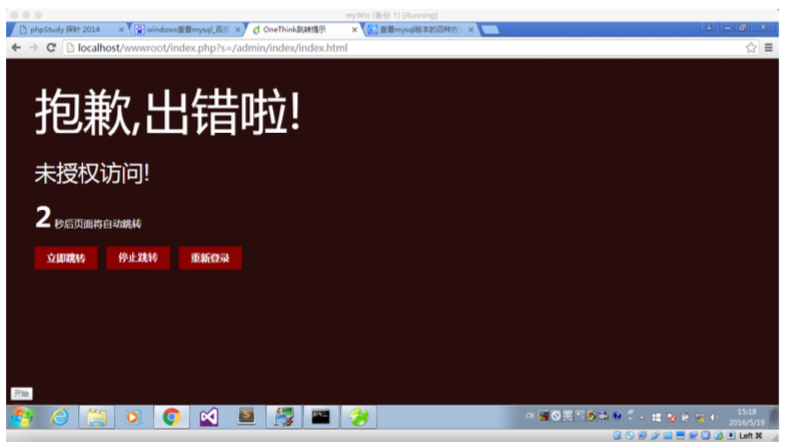 myWin (备份 1) [Running]
phpStudy 探针 2014
windows查看mysql_百度
OneThink跳转提示
查看mysql版本的四种方
localhost/wwwroot/index.php?s=/admin/index/index.html
抱歉,出错啦!
未授权访问!
2 秒后页面将自动跳转
立即跳转 停止跳转 重新登录
开始
CH
英
15:18
2016/5/19
Left ⌘